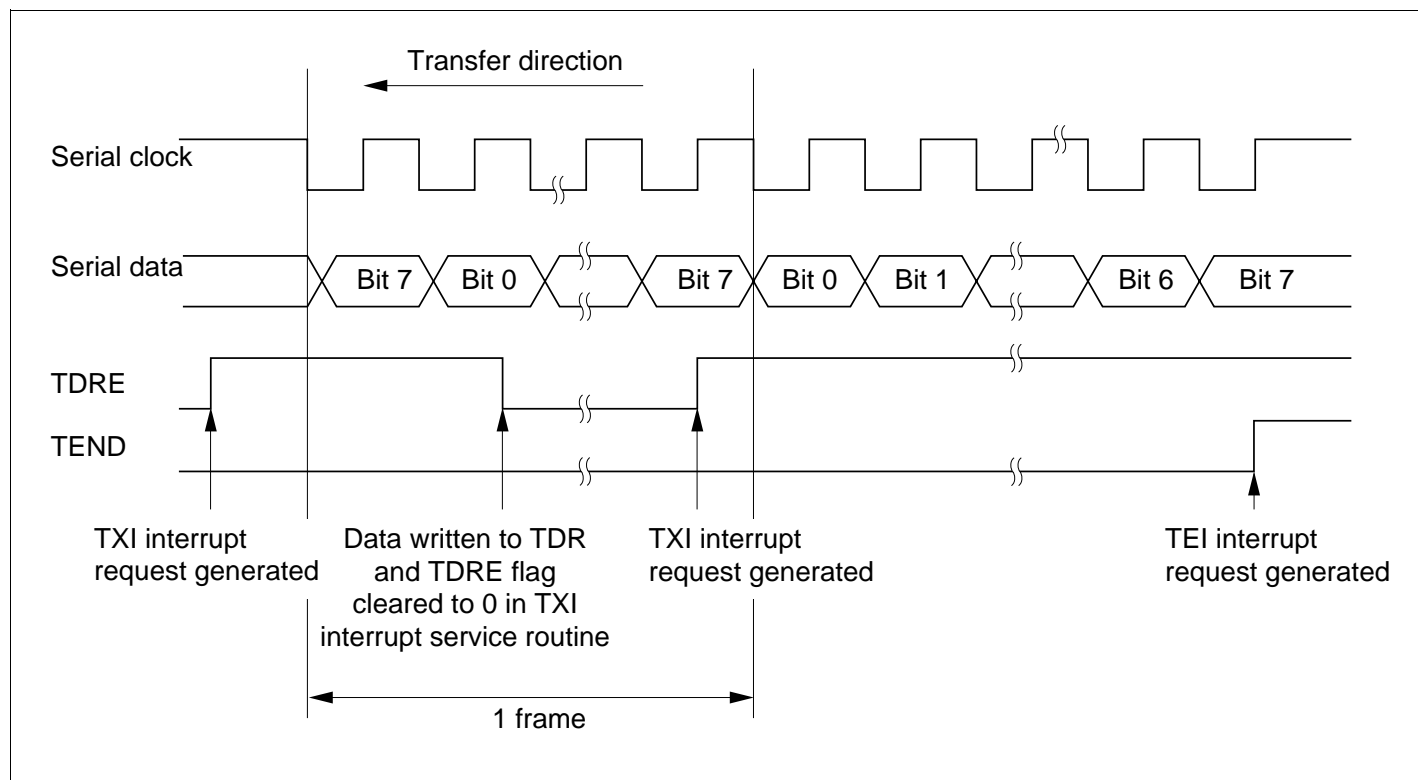 Transfer direction
Serial clock
Serial data
Bit 7
Bit 0
Bit 7
Bit 0
Bit 1
Bit 6
Bit 7
TDRE
TEND
TXI interrupt
request generated
Data written to TDR
and TDRE flag
cleared to 0 in TXI
interrupt service routine
TXI interrupt
request generated
TEI interrupt
request generated
1 frame